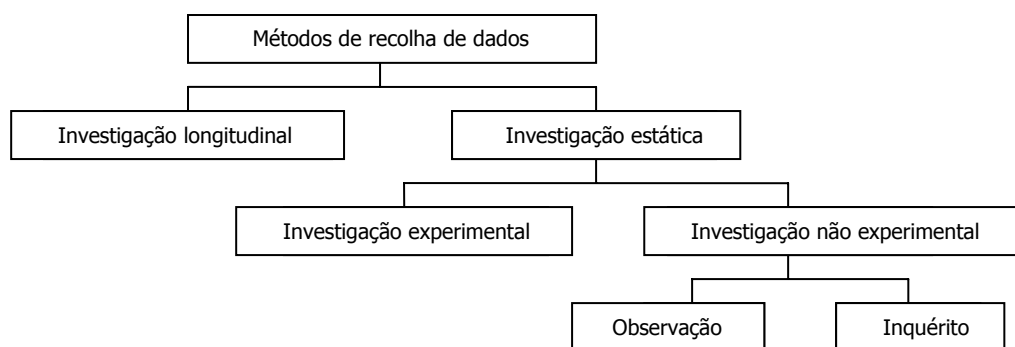 Métodos de recolha de dados
Investigação longitudinal
Investigação estática
Investigação experimental
Investigação não experimental
Observação
Inquérito